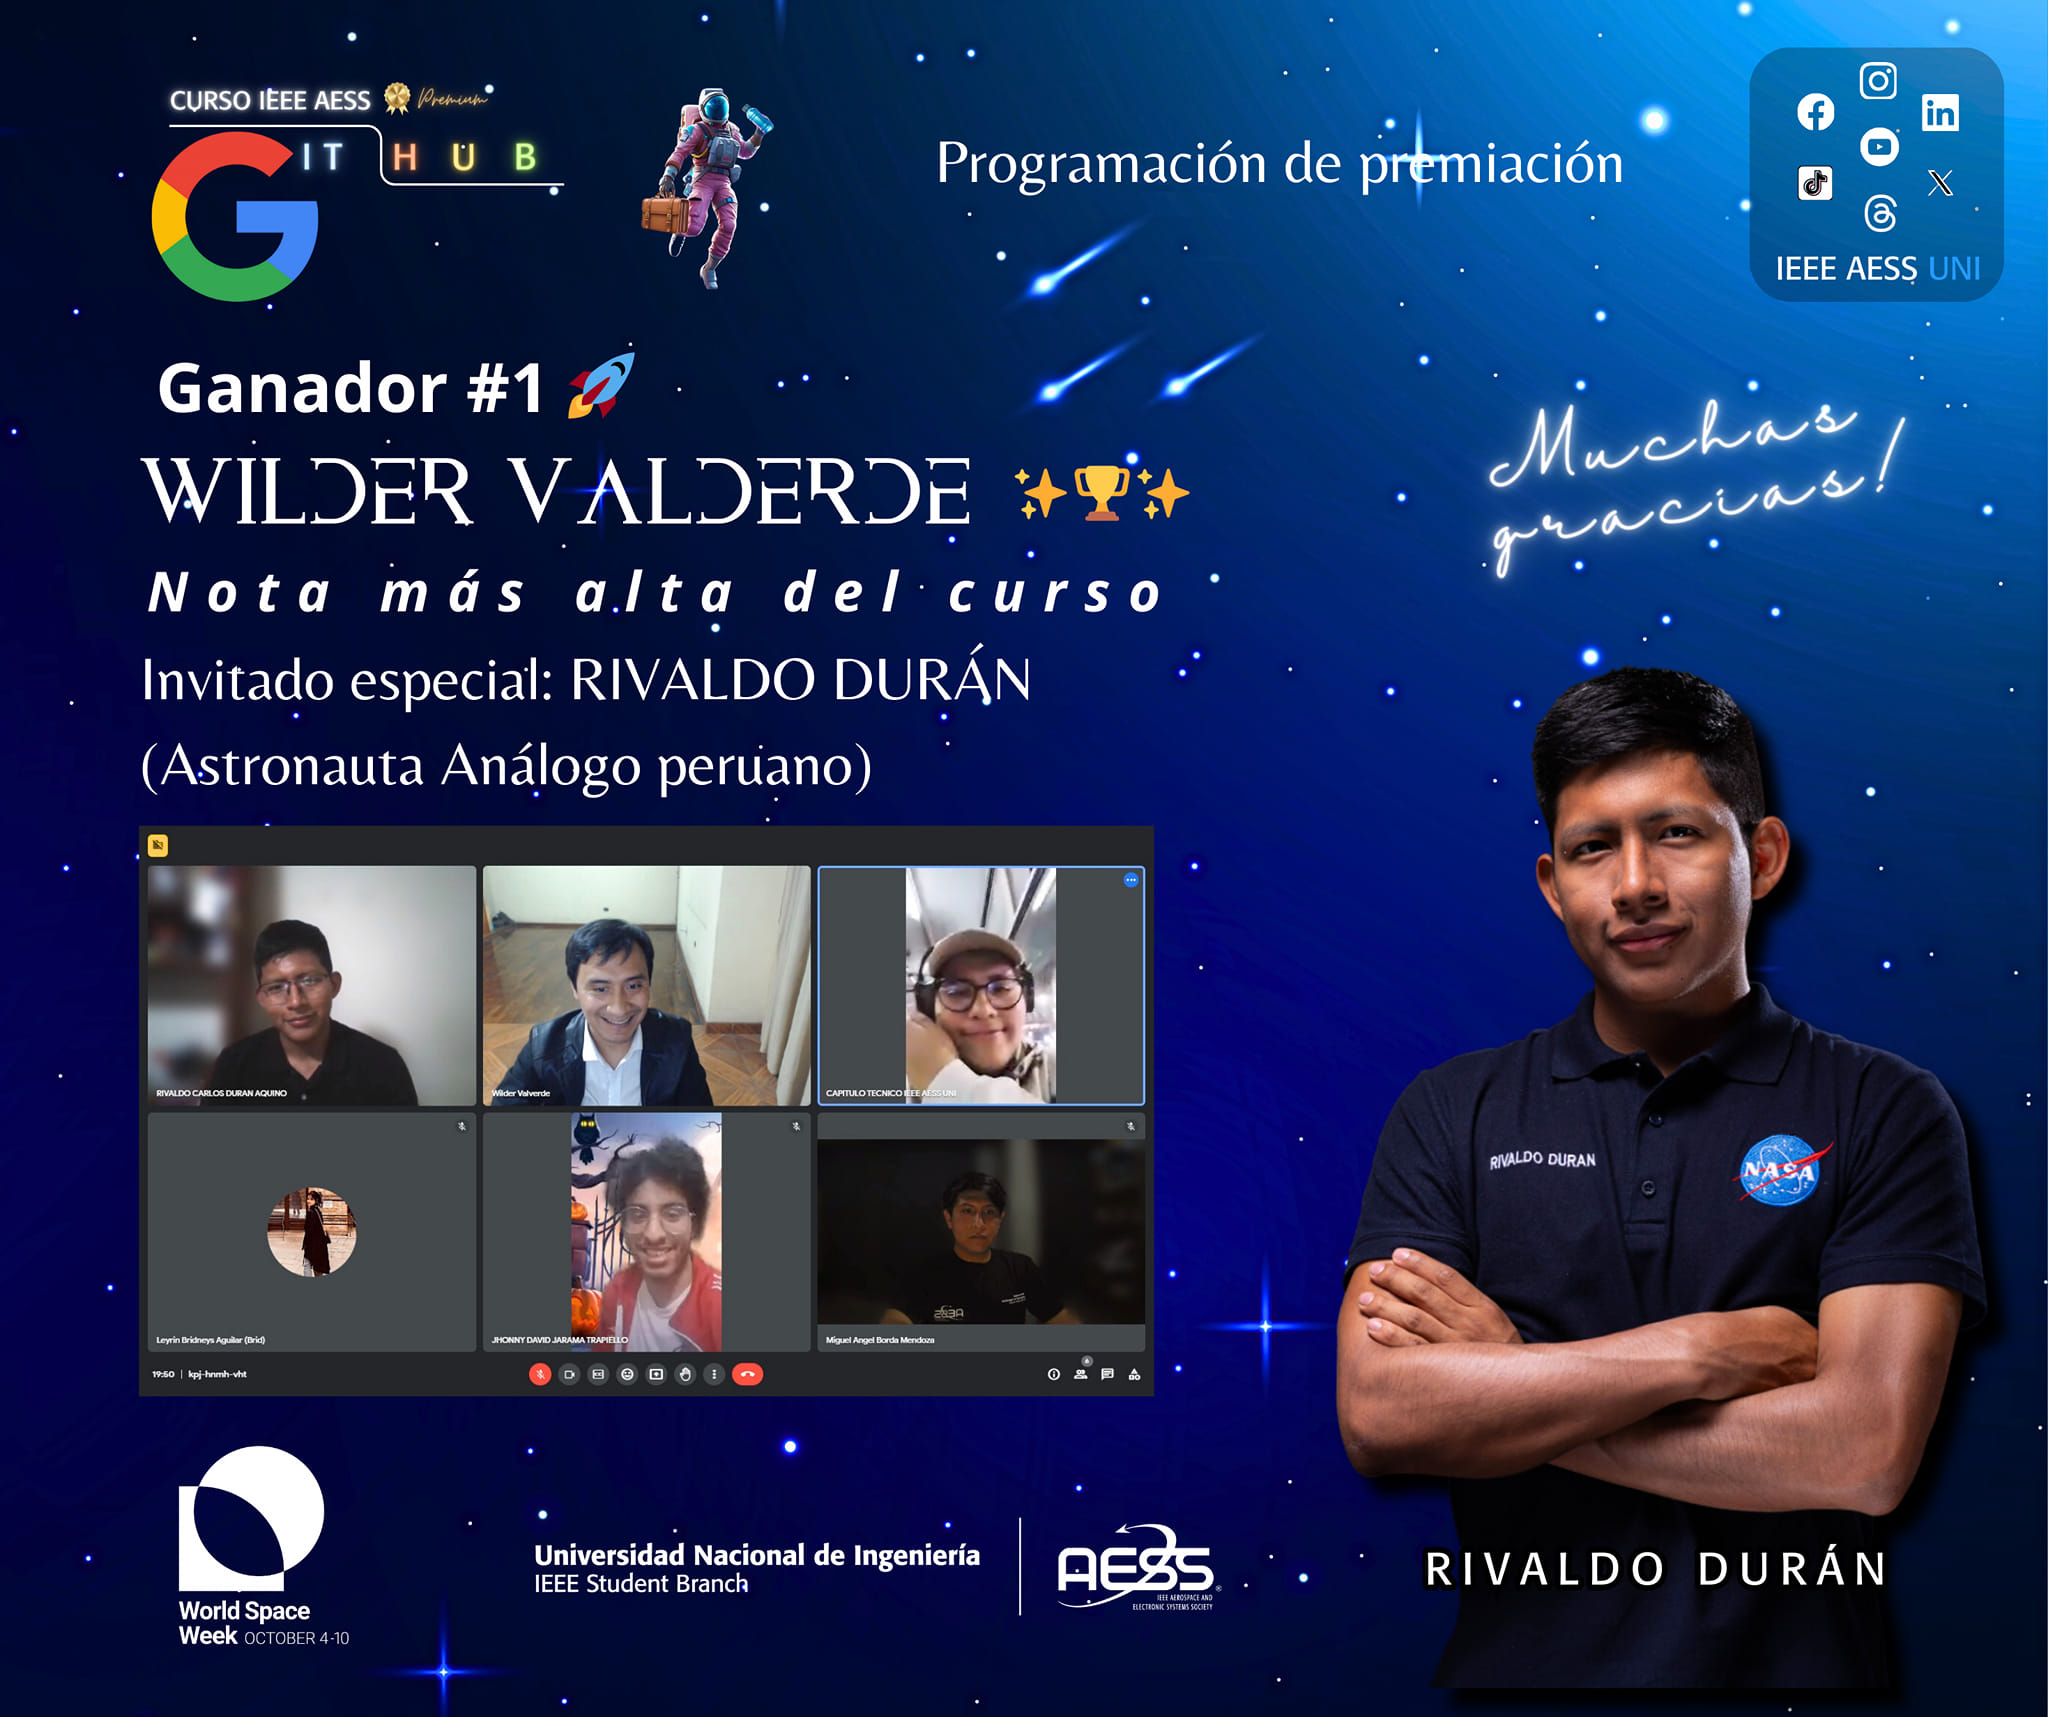 CURSO IEEE AESS Premium
GIT HUB
Programación de premiación
IEEE AESS UNI
Ganador #1
WILDER VALDERDE
Nota más alta del curso
Muchas
gracias!
Invitado especial: RIVALDO DURÁN
(Astronauta Análogo peruano)
RIVALDO CARLOS DURAN AQUINO
Wilder Valverde
CAPITULO TECNICO IEEE AESS UNI
Leyrin Bridneys Aguilar (Brid)
JHONNY DAVID JARAMA TRAPIELLO
Miguel Angel Borda Mendoza
19:50 | kpj-hnmh-vht
RIVALDO DURAN
NASA
World Space
Week OCTOBER 4-10
Universidad Nacional de Ingeniería
IEEE Student Branch
AESS
IEEE AEROSPACE AND
ELECTRONIC SYSTEMS SOCIETY
RIVALDO DURÁN